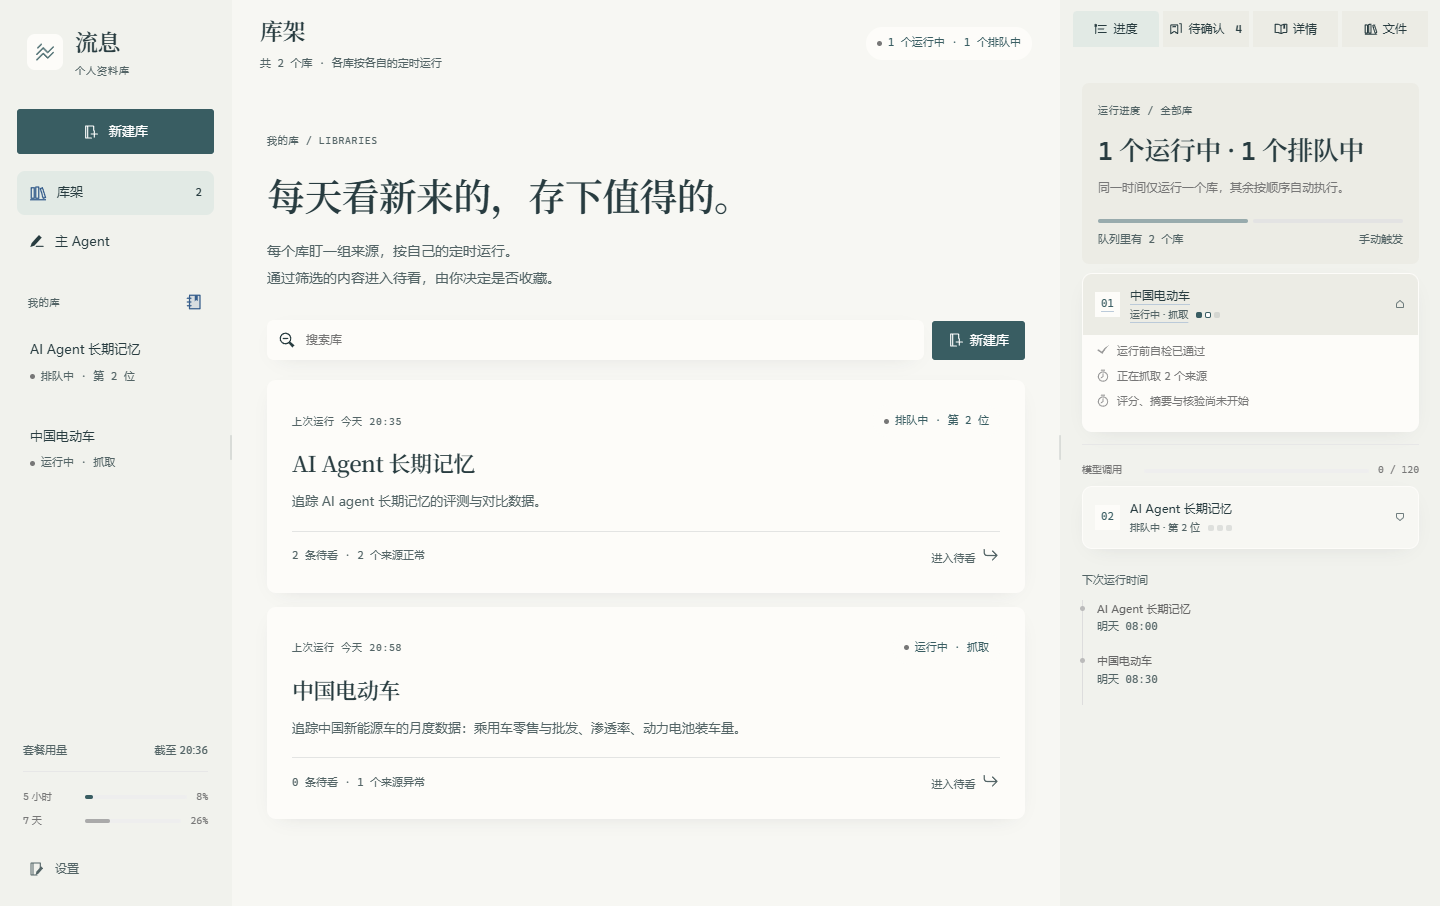 流息
个人资料库
新建库
库架 2
主 Agent
我的库
AI Agent 长期记忆
排队中 · 第 2 位
中国电动车
运行中 · 抓取
套餐用量 截至 20:36
5 小时 8%
7 天 26%
设置
库架
共 2 个库 · 各库按各自的定时运行
1 个运行中 · 1 个排队中
我的库 / LIBRARIES
每天看新来的，存下值得的。
每个库盯一组来源，按自己的定时运行。
通过筛选的内容进入待看，由你决定是否收藏。
搜索库
新建库
上次运行 今天 20:35 排队中 · 第 2 位
AI Agent 长期记忆
追踪 AI agent 长期记忆的评测与对比数据。
2 条待看 · 2 个来源正常 进入待看
上次运行 今天 20:58 运行中 · 抓取
中国电动车
追踪中国新能源车的月度数据：乘用车零售与批发、渗透率、动力电池装车量。
0 条待看 · 1 个来源异常 进入待看
进度 待确认 4 详情 文件
运行进度 / 全部库
1 个运行中 · 1 个排队中
同一时间仅运行一个库，其余按顺序自动执行。
队列里有 2 个库 手动触发
01 中国电动车
运行中 · 抓取
运行前自检已通过
正在抓取 2 个来源
评分、摘要与核验尚未开始
模型调用 0 / 120
02 AI Agent 长期记忆
排队中 · 第 2 位
下次运行时间
AI Agent 长期记忆
明天 08:00
中国电动车
明天 08:30